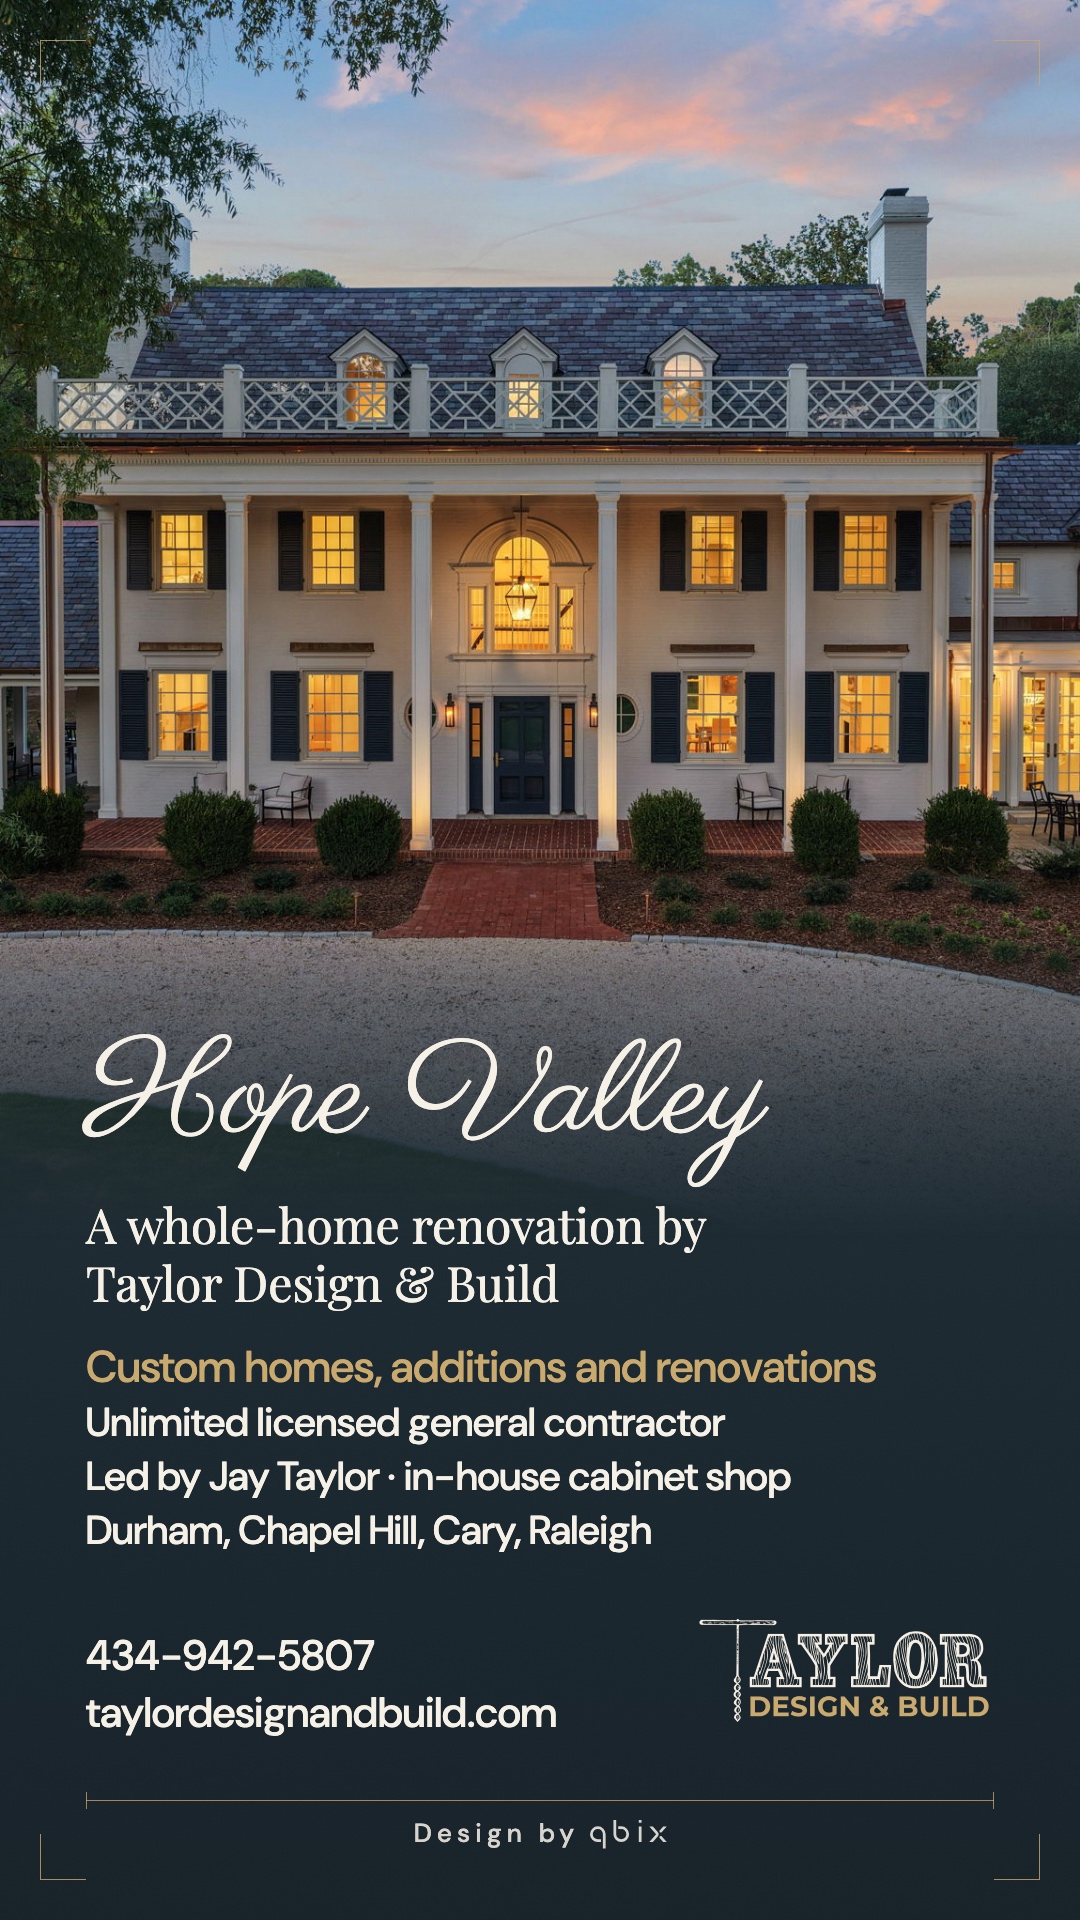 Hope Valley
A whole-home renovation by
Taylor Design & Build
Custom homes, additions and renovations
Unlimited licensed general contractor
Led by Jay Taylor · in-house cabinet shop
Durham, Chapel Hill, Cary, Raleigh
434-942-5807
taylordesignandbuild.com
TAYLOR
DESIGN & BUILD
Design by qbix